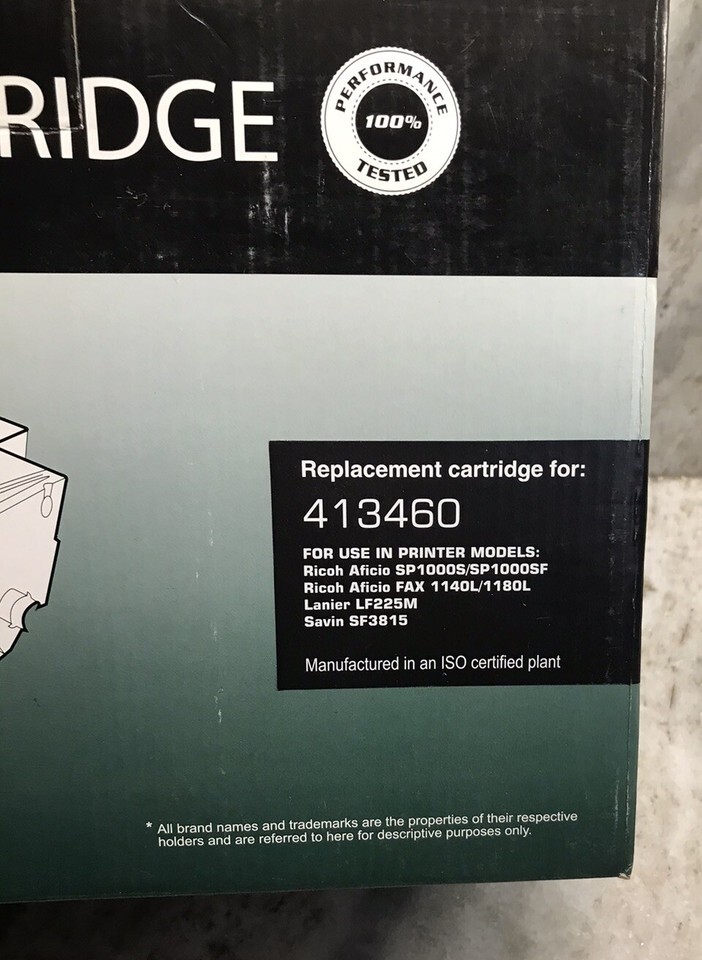 RIDGE
PERFORMANCE
100%
TESTED
Replacement cartridge for:
413460
FOR USE IN PRINTER MODELS:
Ricoh Aficio SP1000S/SP1000SF
Ricoh Aficio FAX 1140L/1180L
Lanier LF225M
Savin SF3815
Manufactured in an ISO certified plant
* All brand names and trademarks are the properties of their respective
holders and are referred to here for descriptive purposes only.